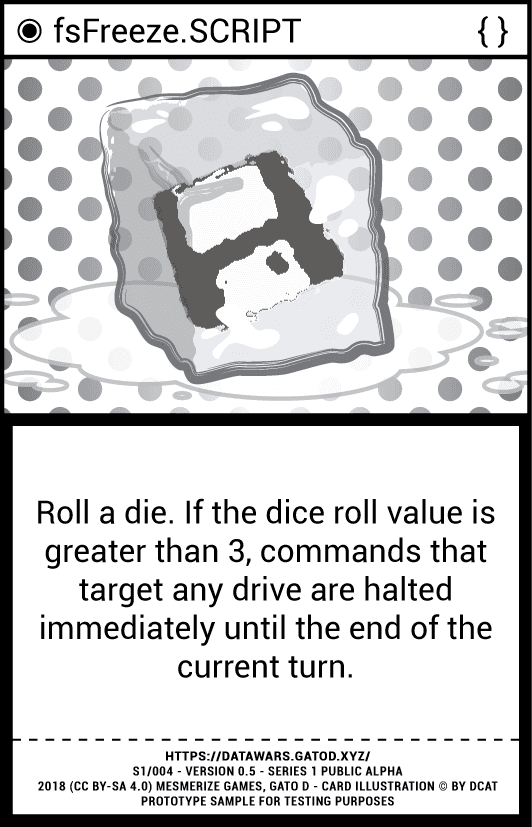 fsFreeze.SCRIPT { }
Roll a die. If the dice roll value is
greater than 3, commands that
target any drive are halted
immediately until the end of the
current turn.
HTTPS://DATAWARS.GATOD.XYZ/
S1/004 - VERSION 0.5 - SERIES 1 PUBLIC ALPHA
2018 (CC BY-SA 4.0) MESMERIZE GAMES, GATO D - CARD ILLUSTRATION © BY DCAT
PROTOTYPE SAMPLE FOR TESTING PURPOSES